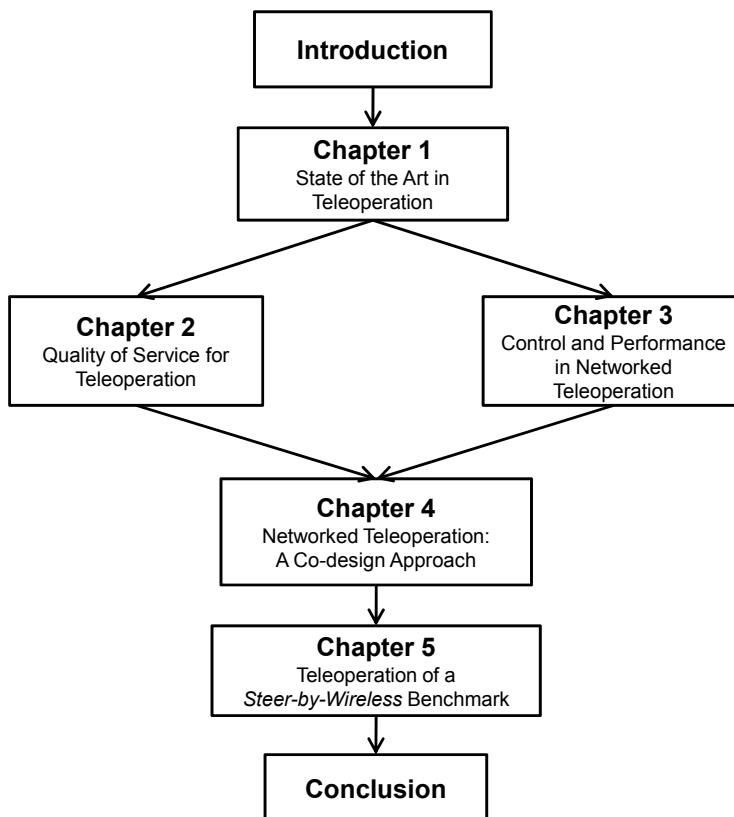 Introduction
Chapter 1
State of the Art in
Teleoperation
Chapter 2
Quality of Service for
Teleoperation
Chapter 3
Control and Performance
in Networked
Teleoperation
Chapter 4
Networked Teleoperation:
A Co-design Approach
Chapter 5
Teleoperation of a
Steer-by-Wireless Benchmark
Conclusion